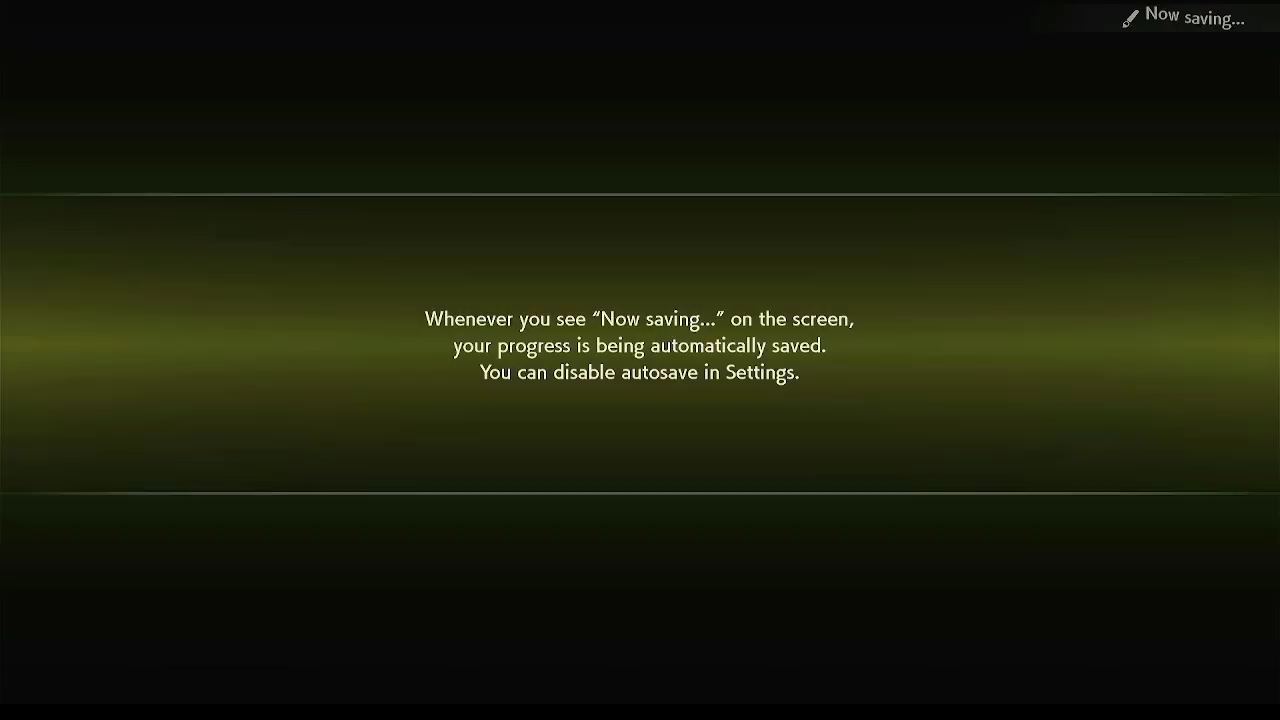 Now saving...
Whenever you see “Now saving...” on the screen,
your progress is being automatically saved.
You can disable autosave in Settings.